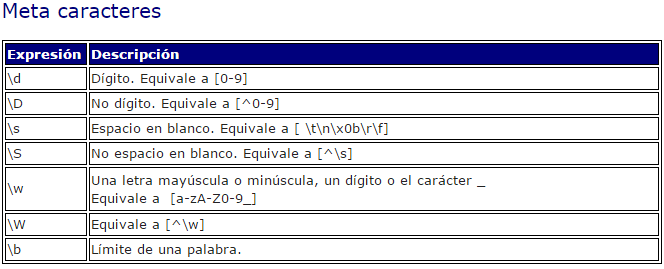 Meta caracteres
Expresión Descripción
\d Dígito. Equivale a [0-9]
\D No dígito. Equivale a [^0-9]
\s Espacio en blanco. Equivale a [ \t\n\x0b\r\f]
\S No espacio en blanco. Equivale a [^\s]
\w Una letra mayúscula o minúscula, un dígito o el carácter _
Equivale a  [a-zA-Z0-9_]
\W Equivale a [^\w]
\b Límite de una palabra.